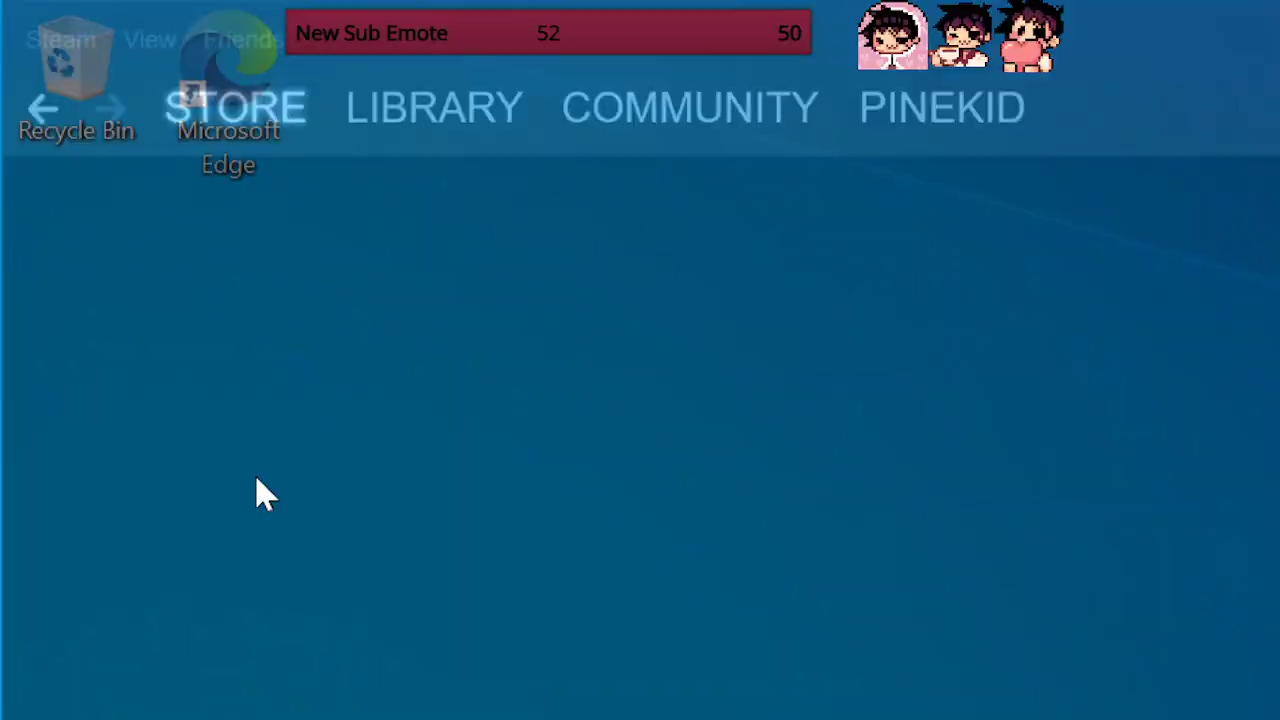 Steam View Friends
New Sub Emote 52 50
STORE LIBRARY COMMUNITY PINEKID
Recycle Bin
Microsoft
Edge